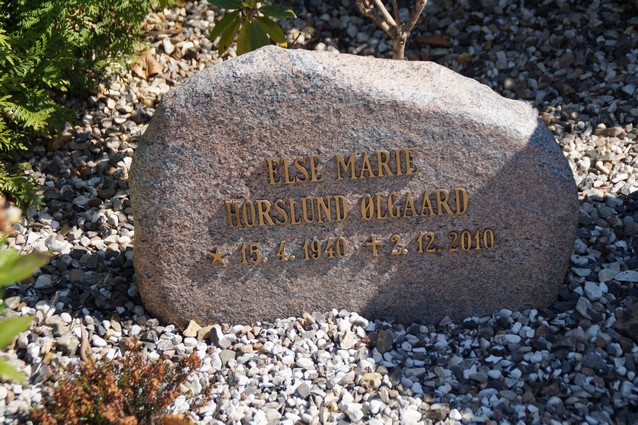 ELSE MARIE
HORSLUND ØLGAARD
★ 15. 4. 1940 ✝ 2. 12. 2010